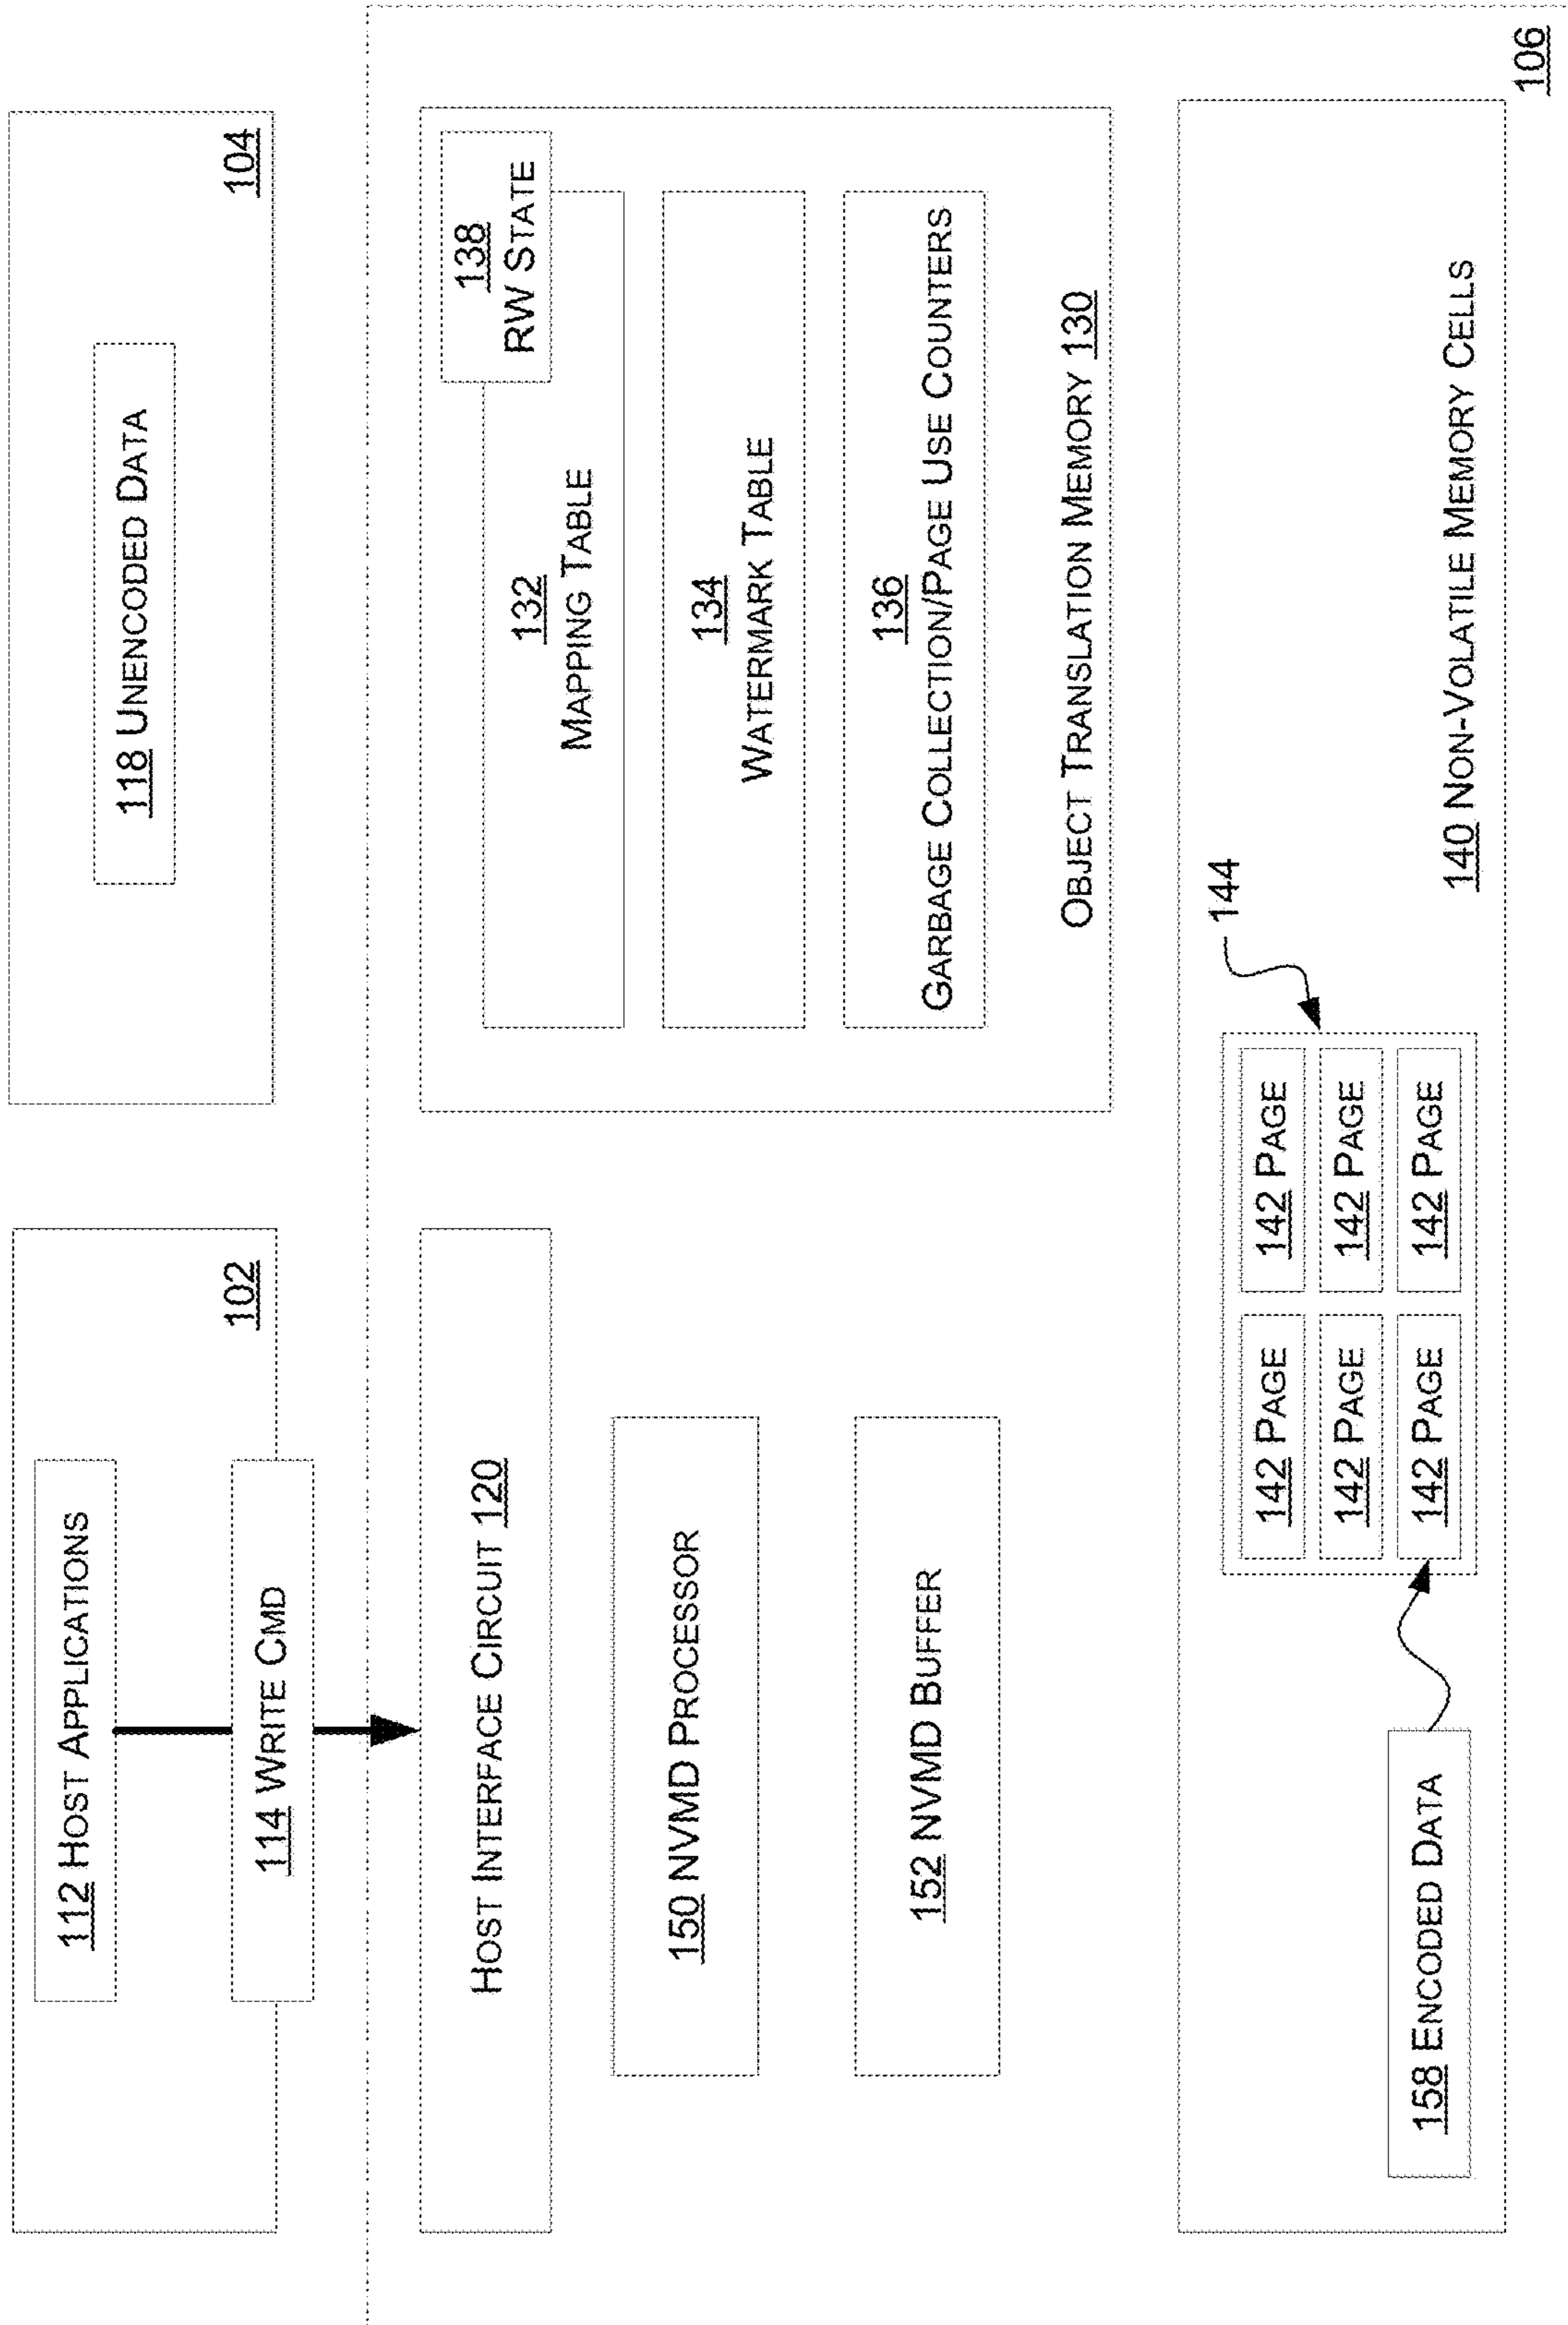 112 HOST APPLICATIONS
114 WRITE CMD
102
118 UNENCODED DATA
104
HOST INTERFACE CIRCUIT 120
150 NVMD PROCESSOR
152 NVMD BUFFER
138
RW STATE
132
MAPPING TABLE
134
WATERMARK TABLE
136
GARBAGE COLLECTION/PAGE USE COUNTERS
OBJECT TRANSLATION MEMORY 130
144
142 PAGE
142 PAGE
142 PAGE
142 PAGE
142 PAGE
142 PAGE
158 ENCODED DATA
140 NON-VOLATILE MEMORY CELLS
106